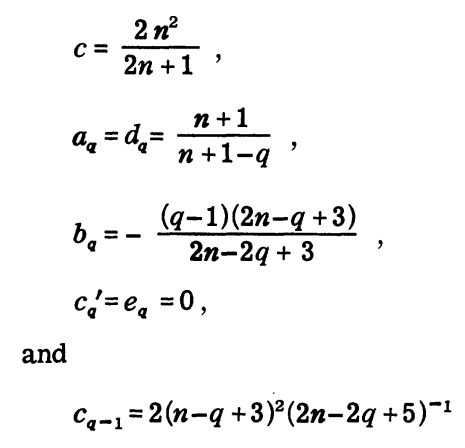 c = 2n² / 2n + 1 ,
a_q = d_q = n + 1 / n + 1–q ,
b_q = – (q–1)(2n–q +3) / 2n–2q + 3 ,
c_q′ = e_q = 0 ,
and
c_{q–1} = 2(n–q +3)²(2n–2q +5)⁻¹